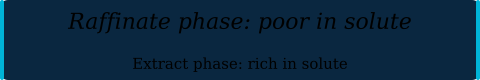 Raffinate phase: poor in solute
Extract phase: rich in solute